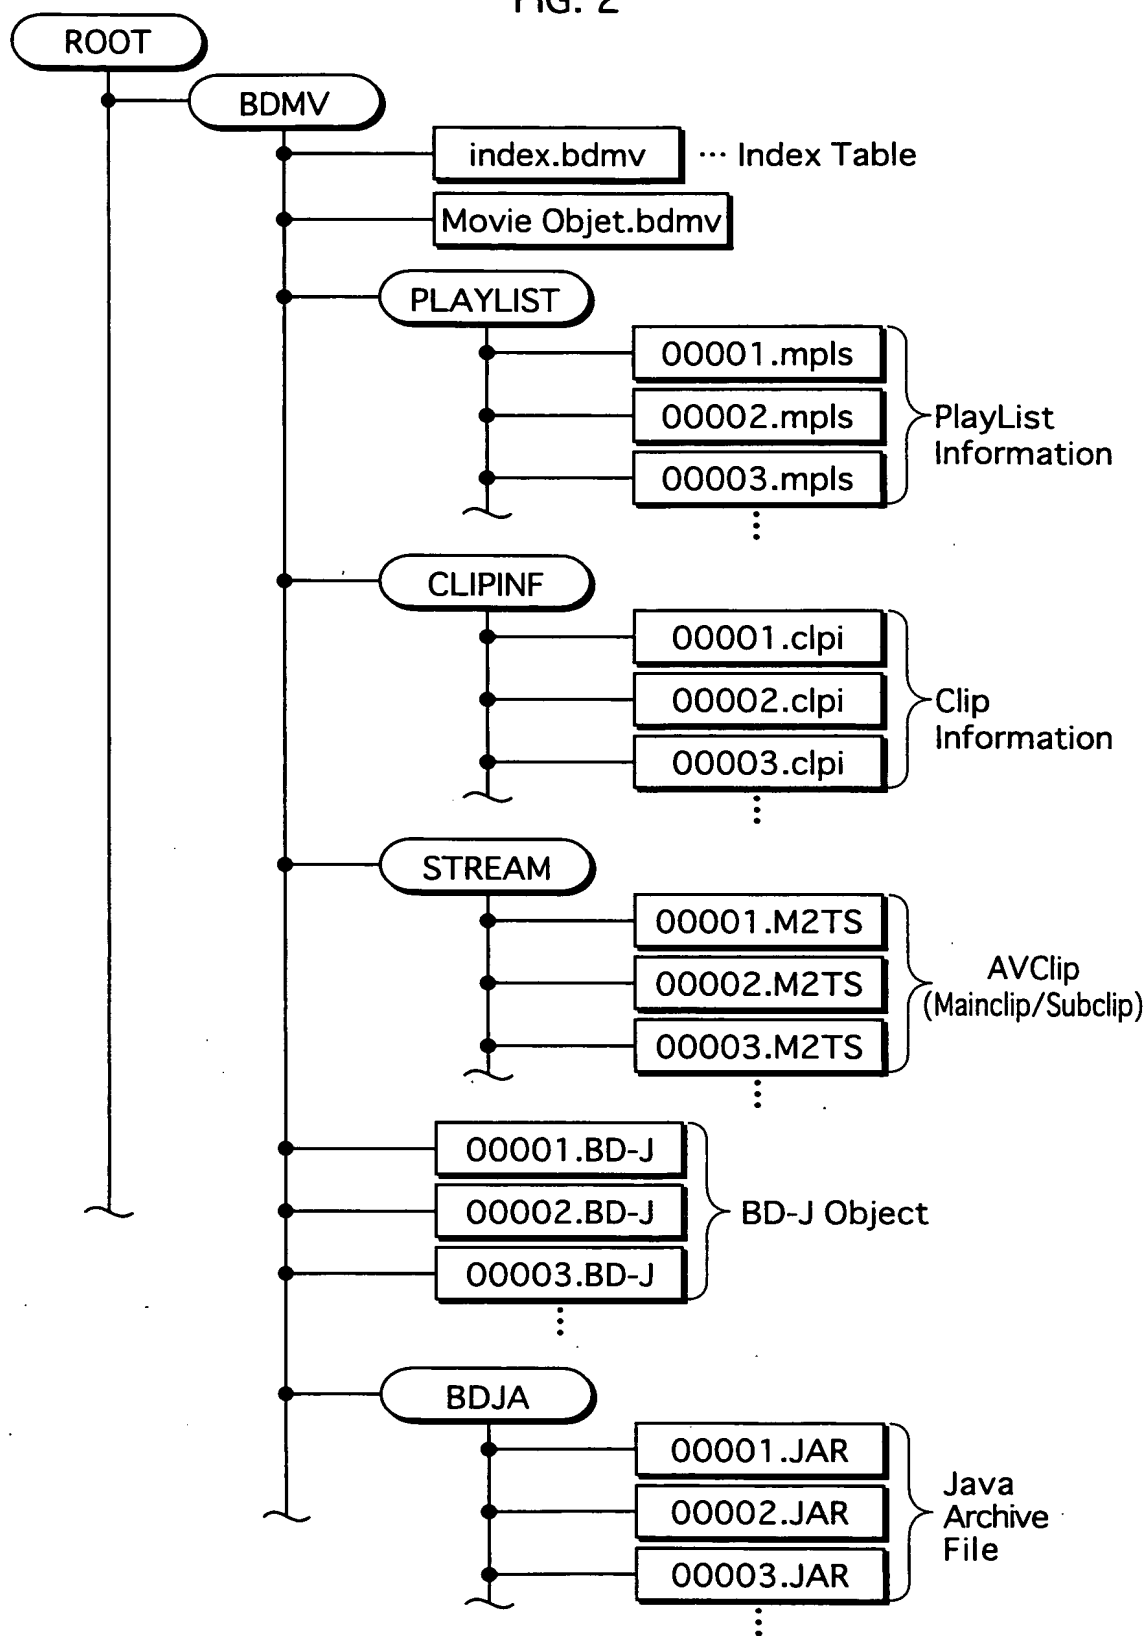 FIG. 2
ROOT
BDMV
index.bdmv ... Index Table
Movie Objet.bdmv
PLAYLIST
00001.mpls
00002.mpls
00003.mpls
PlayList
Information
CLIPINF
00001.clpi
00002.clpi
00003.clpi
Clip
Information
STREAM
00001.M2TS
00002.M2TS
00003.M2TS
AVClip
(Mainclip/Subclip)
00001.BD-J
00002.BD-J
00003.BD-J
BD-J Object
BDJA
00001.JAR
00002.JAR
00003.JAR
Java
Archive
File